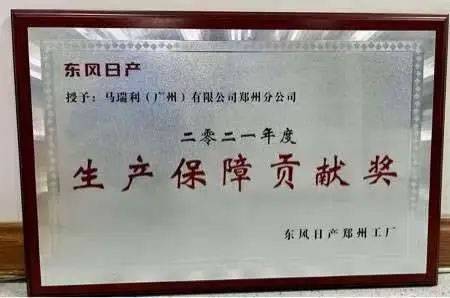 东风日产
授予：马瑞利（广州）有限公司郑州分公司
二零二一年度
生产保障贡献奖
东风日产郑州工厂